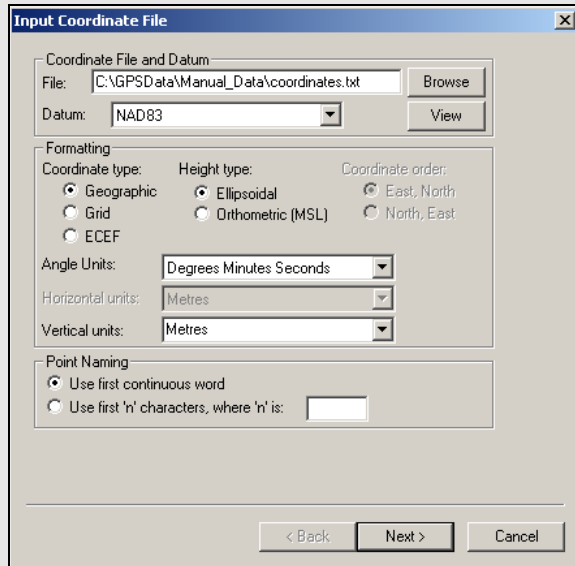 Input Coordinate File
Coordinate File and Datum
File: C:\GPSData\Manual_Data\coordinates.txt Browse
Datum: NAD83 View
Formatting
Coordinate type: Height type: Coordinate order:
Geographic Ellipsoidal East, North
Grid Orthometric (MSL) North, East
ECEF
Angle Units: Degrees Minutes Seconds
Horizontal units: Metres
Vertical units: Metres
Point Naming
Use first continuous word
Use first 'n' characters, where 'n' is:
< Back Next > Cancel